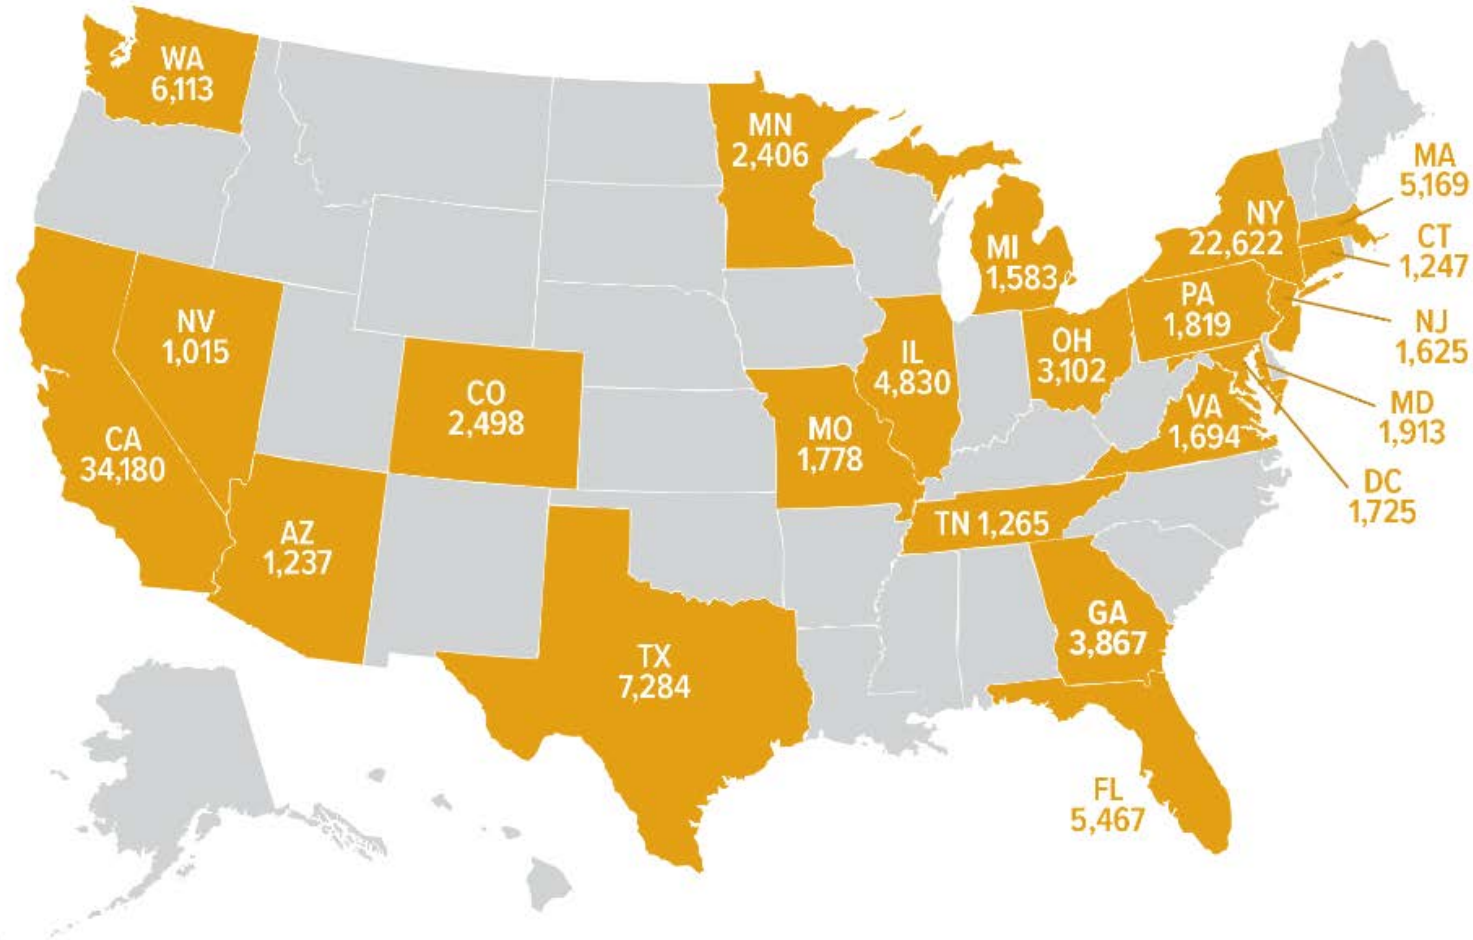 WA
6,113
MN
2,406
MA
5,169
NY
22,622
CT
1,247
MI
1,583
PA
1,819
NV
1,015
NJ
1,625
OH
3,102
IL
4,830
CO
2,498
MD
1,913
VA
1,694
MO
1,778
CA
34,180
DC
1,725
TN 1,265
AZ
1,237
GA
3,867
TX
7,284
FL
5,467